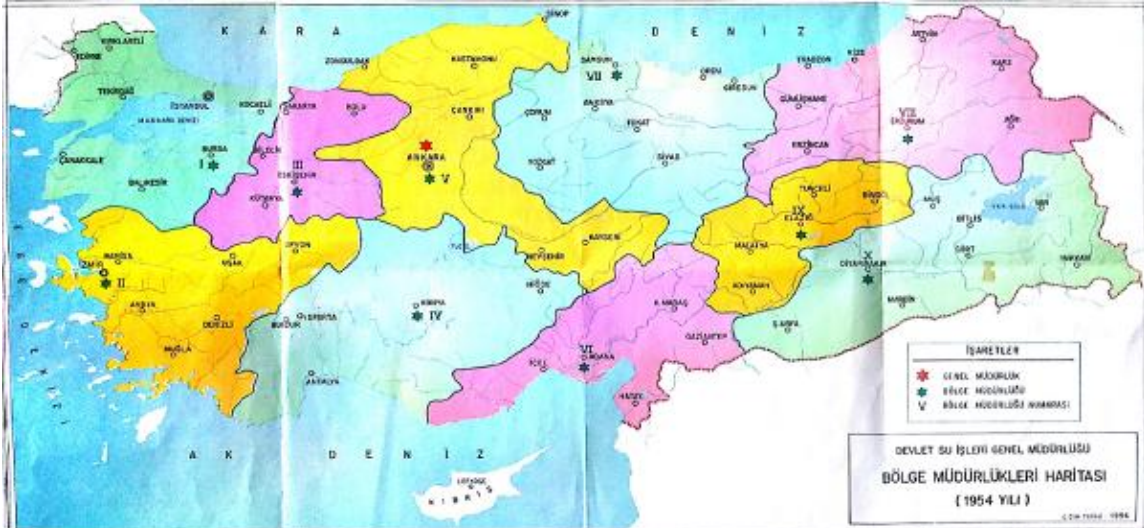 K A R A
D E N İ Z
SİNOP
KIRKLARELİ
EDİRNE
TEKİRDAĞ
İSTANBUL
MARMARA DENİZİ
KOCAELİ
ÇANAKKALE
BURSA
I
BALIKESİR
ZONGULDAK
KASTAMONU
SAKARYA
BOLU
ÇANKIRI
BİLECİK
III
ESKİŞEHİR
KÜTAHYA
ANKARA
V
SAMSUN
VII
ORDU
GİRESUN
ÇORUM
AMASYA
TOKAT
YOZGAT
SİVAS
TRABZON
RİZE
ARTVİN
KARS
GÜMÜŞHANE
VIII
ERZURUM
AĞRI
ERZİNCAN
TUNCELİ
BİNGÖL
IX
ELAZIĞ
MALATYA
ADIYAMAN
MUŞ
BİTLİS
VAN GÖLÜ
VAN
SİİRT
HAKKARİ
X
DİYARBAKIR
MARDİN
Ş.URFA
MANİSA
İZMİR
II
UŞAK
AFYON
AYDIN
DENİZLİ
MUĞLA
BURDUR
ISPARTA
KONYA
IV
ANTALYA
NEVŞEHİR
KAYSERİ
NİĞDE
K.MARAŞ
GAZİANTEP
VI
ADANA
İÇEL
HATAY
A K D E N İ Z
LEFKOŞE
K I B R I S
İŞARETLER
GENEL MÜDÜRLÜK
BÖLGE MÜDÜRLÜĞÜ
V BÖLGE MÜDÜRLÜĞÜ NUMARASI
DEVLET SU İŞLERİ GENEL MÜDÜRLÜĞÜ
BÖLGE MÜDÜRLÜKLERİ HARİTASI
( 1954 YILI )